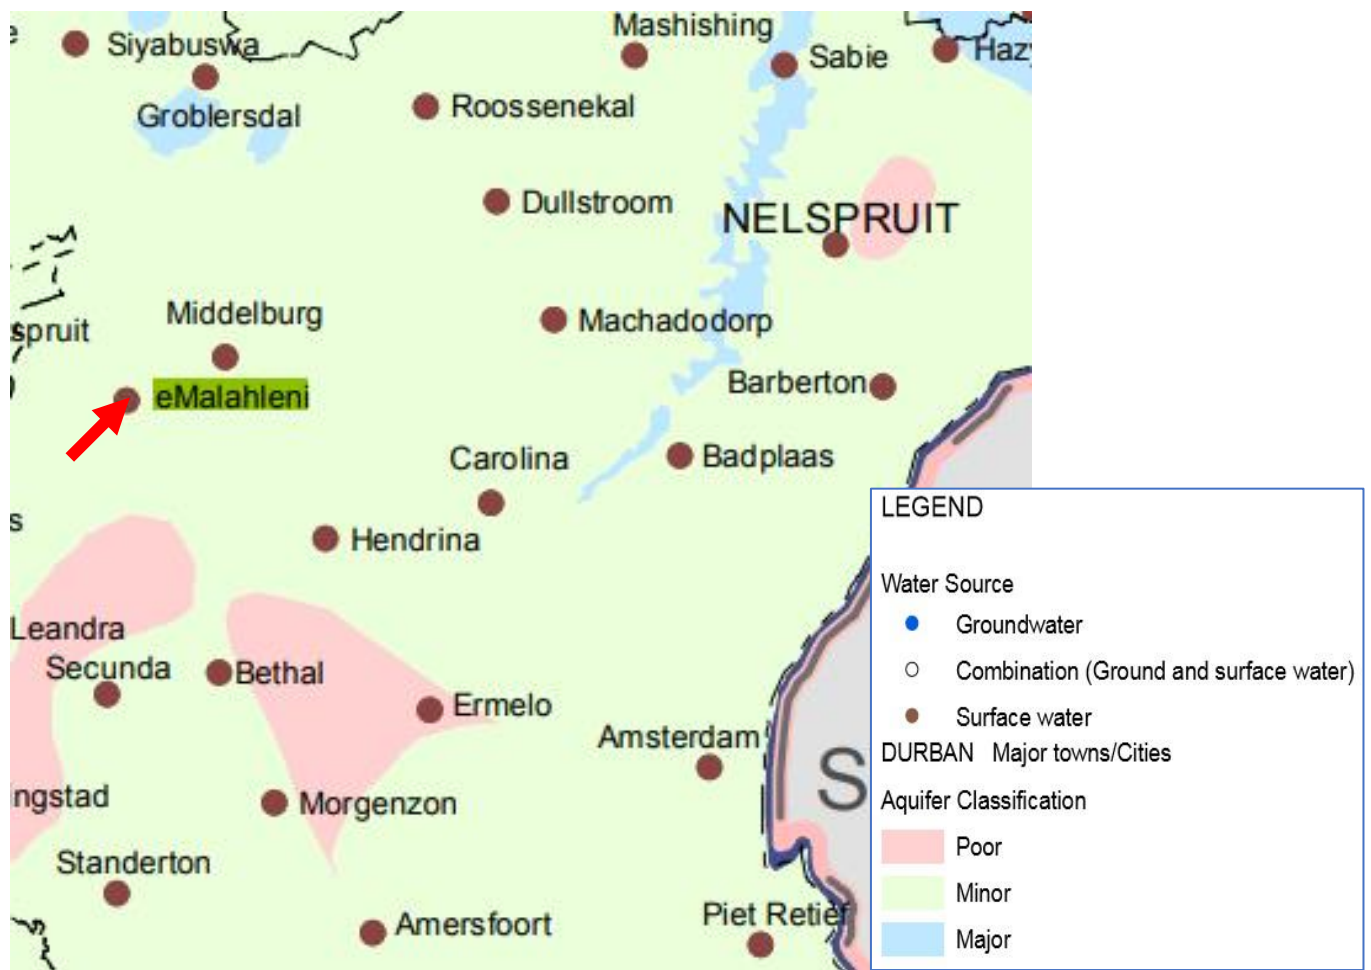 Mashishing
Siyabuswa
Sabie
Haz
Groblersdal
Roossenekal
Dullstroom
NELSPRUIT
Middelburg
Machadodorp
spruit
Barberton
eMalahleni
Carolina
Badplaas
s
Hendrina
Leandra
Secunda
Bethal
Ermelo
Amsterdam
S
ngstad
Morgenzon
Standerton
Amersfoort
Piet Retief
LEGEND
Water Source
Groundwater
Combination (Ground and surface water)
Surface water
DURBAN Major towns/Cities
Aquifer Classification
Poor
Minor
Major